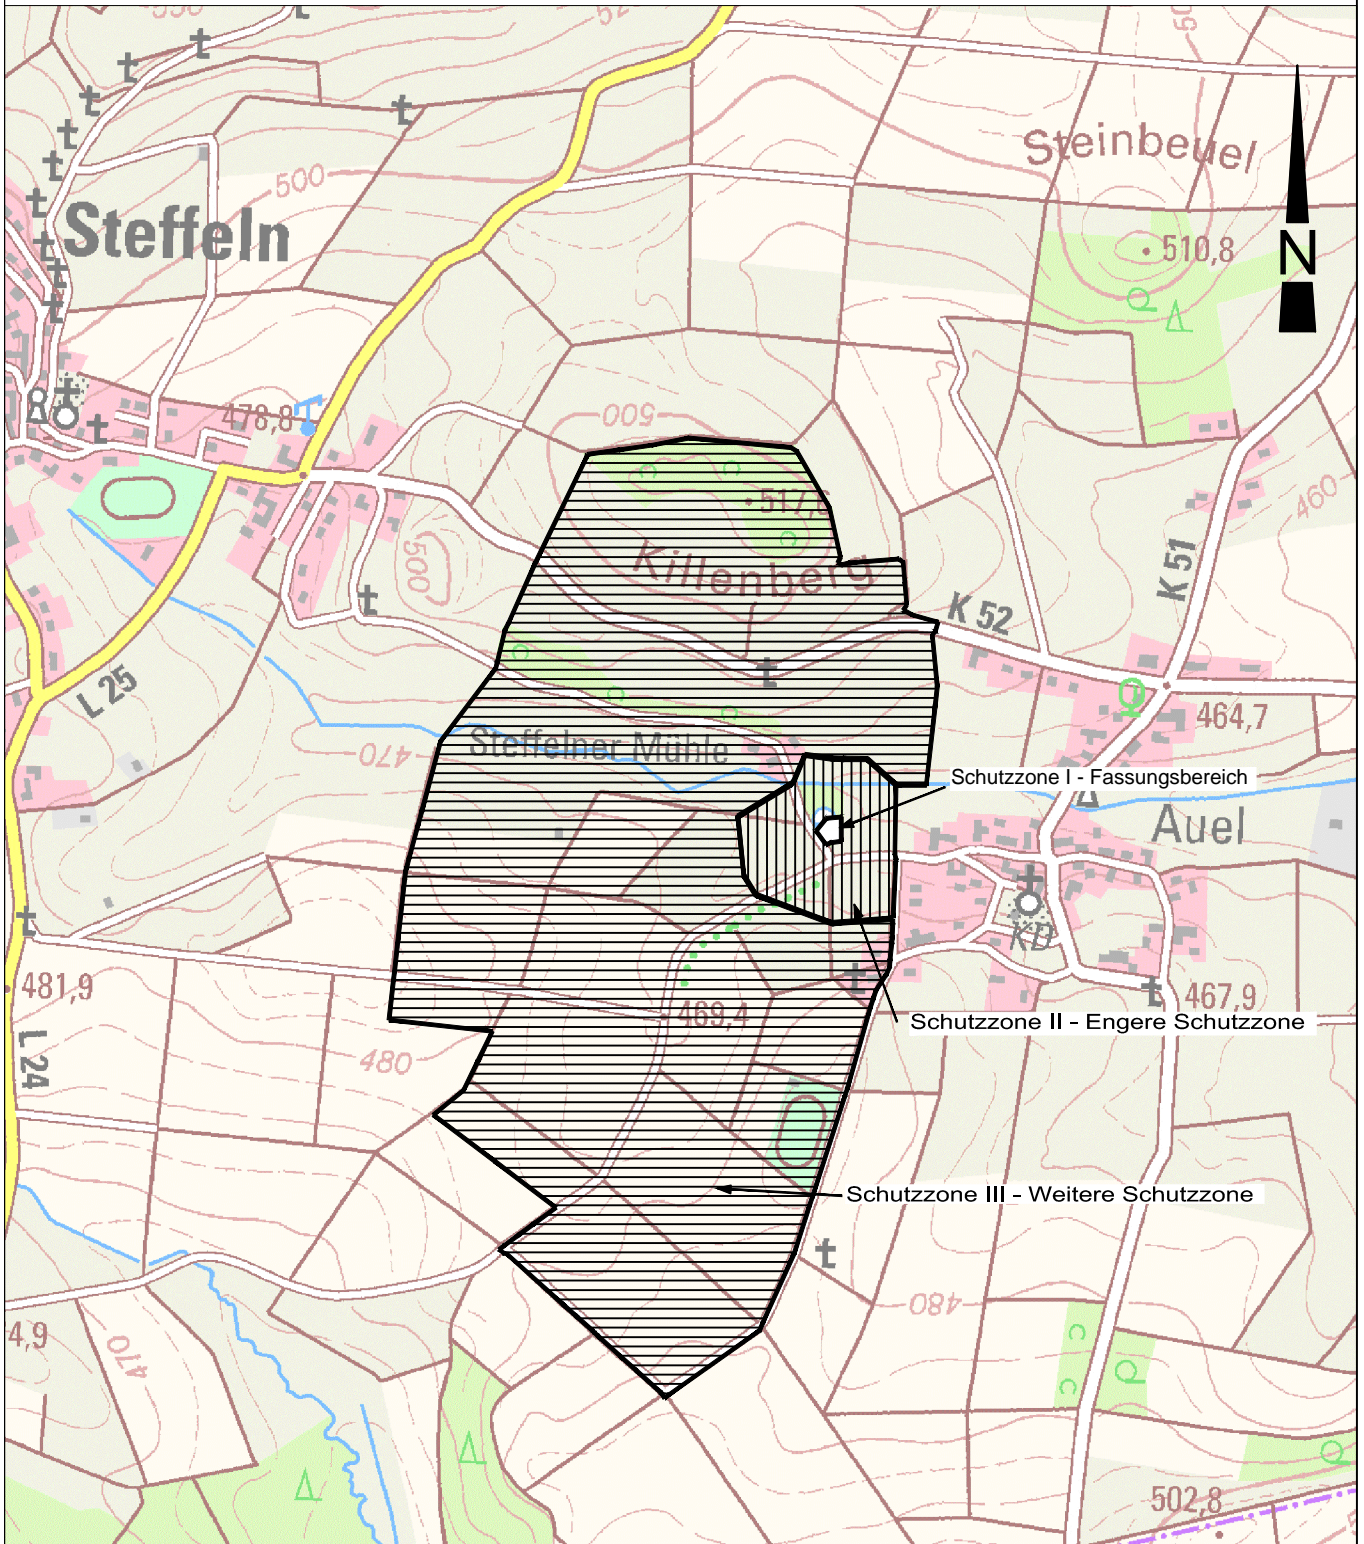 500
Steinbeuel
Steffeln
510,8
N
478,8
500
517,6
500
460
Killenberg
K 51
K 52
L 25
464,7
470
Steffelner Mühle
Schutzzone I - Fassungsbereich
Auel
KD
481,9
467,9
469,4
Schutzzone II - Engere Schutzzone
L 24
480
Schutzzone III - Weitere Schutzzone
480
4,9
470
502,8